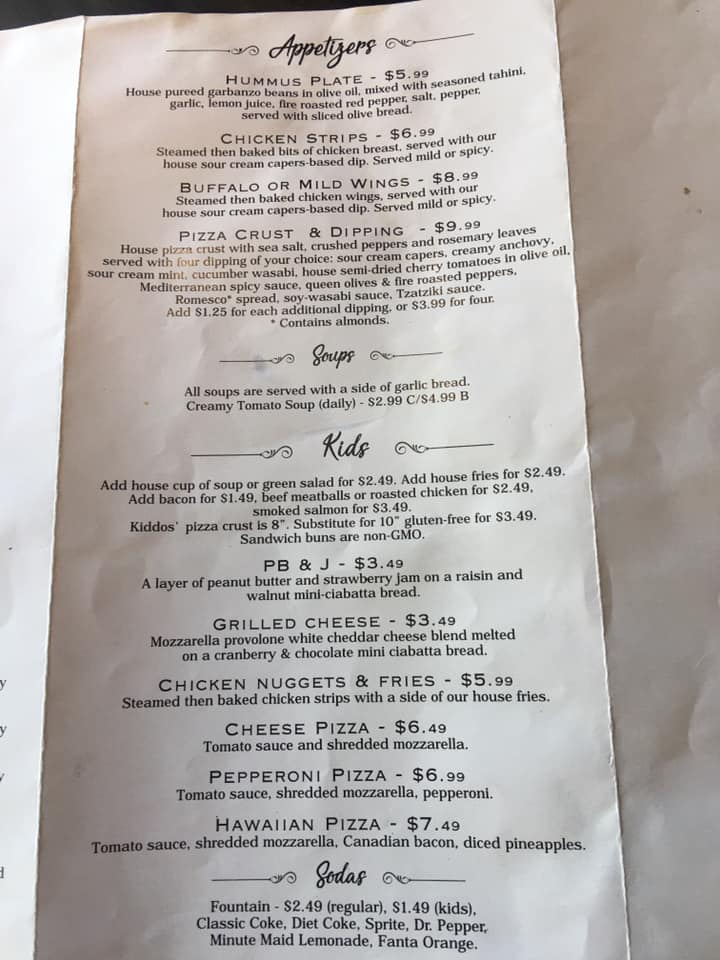 Appetizers
HUMMUS PLATE - $5.99
House pureed garbanzo beans in olive oil, mixed with seasoned tahini,
garlic, lemon juice, fire roasted red pepper, salt, pepper,
served with sliced olive bread.
CHICKEN STRIPS - $6.99
Steamed then baked bits of chicken breast, served with our
house sour cream capers-based dip. Served mild or spicy.
BUFFALO OR MILD WINGS - $8.99
Steamed then baked chicken wings, served with our
house sour cream capers-based dip. Served mild or spicy.
PIZZA CRUST & DIPPING - $9.99
House pizza crust with sea salt, crushed peppers and rosemary leaves
served with four dipping of your choice: sour cream capers, creamy anchovy,
sour cream mint, cucumber wasabi, house semi-dried cherry tomatoes in olive oil,
Mediterranean spicy sauce, queen olives & fire roasted peppers,
Romesco* spread, soy-wasabi sauce, Tzatziki sauce.
Add $1.25 for each additional dipping, or $3.99 for four.
* Contains almonds.
Soups
All soups are served with a side of garlic bread.
Creamy Tomato Soup (daily) - $2.99 C/$4.99 B
Kids
Add house cup of soup or green salad for $2.49. Add house fries for $2.49.
Add bacon for $1.49, beef meatballs or roasted chicken for $2.49,
smoked salmon for $3.49.
Kiddos' pizza crust is 8". Substitute for 10" gluten-free for $3.49.
Sandwich buns are non-GMO.
PB & J - $3.49
A layer of peanut butter and strawberry jam on a raisin and
walnut mini-ciabatta bread.
GRILLED CHEESE - $3.49
Mozzarella provolone white cheddar cheese blend melted
on a cranberry & chocolate mini ciabatta bread.
CHICKEN NUGGETS & FRIES - $5.99
Steamed then baked chicken strips with a side of our house fries.
CHEESE PIZZA - $6.49
Tomato sauce and shredded mozzarella.
PEPPERONI PIZZA - $6.99
Tomato sauce, shredded mozzarella, pepperoni.
HAWAIIAN PIZZA - $7.49
Tomato sauce, shredded mozzarella, Canadian bacon, diced pineapples.
Sodas
Fountain - $2.49 (regular), $1.49 (kids),
Classic Coke, Diet Coke, Sprite, Dr. Pepper,
Minute Maid Lemonade, Fanta Orange.